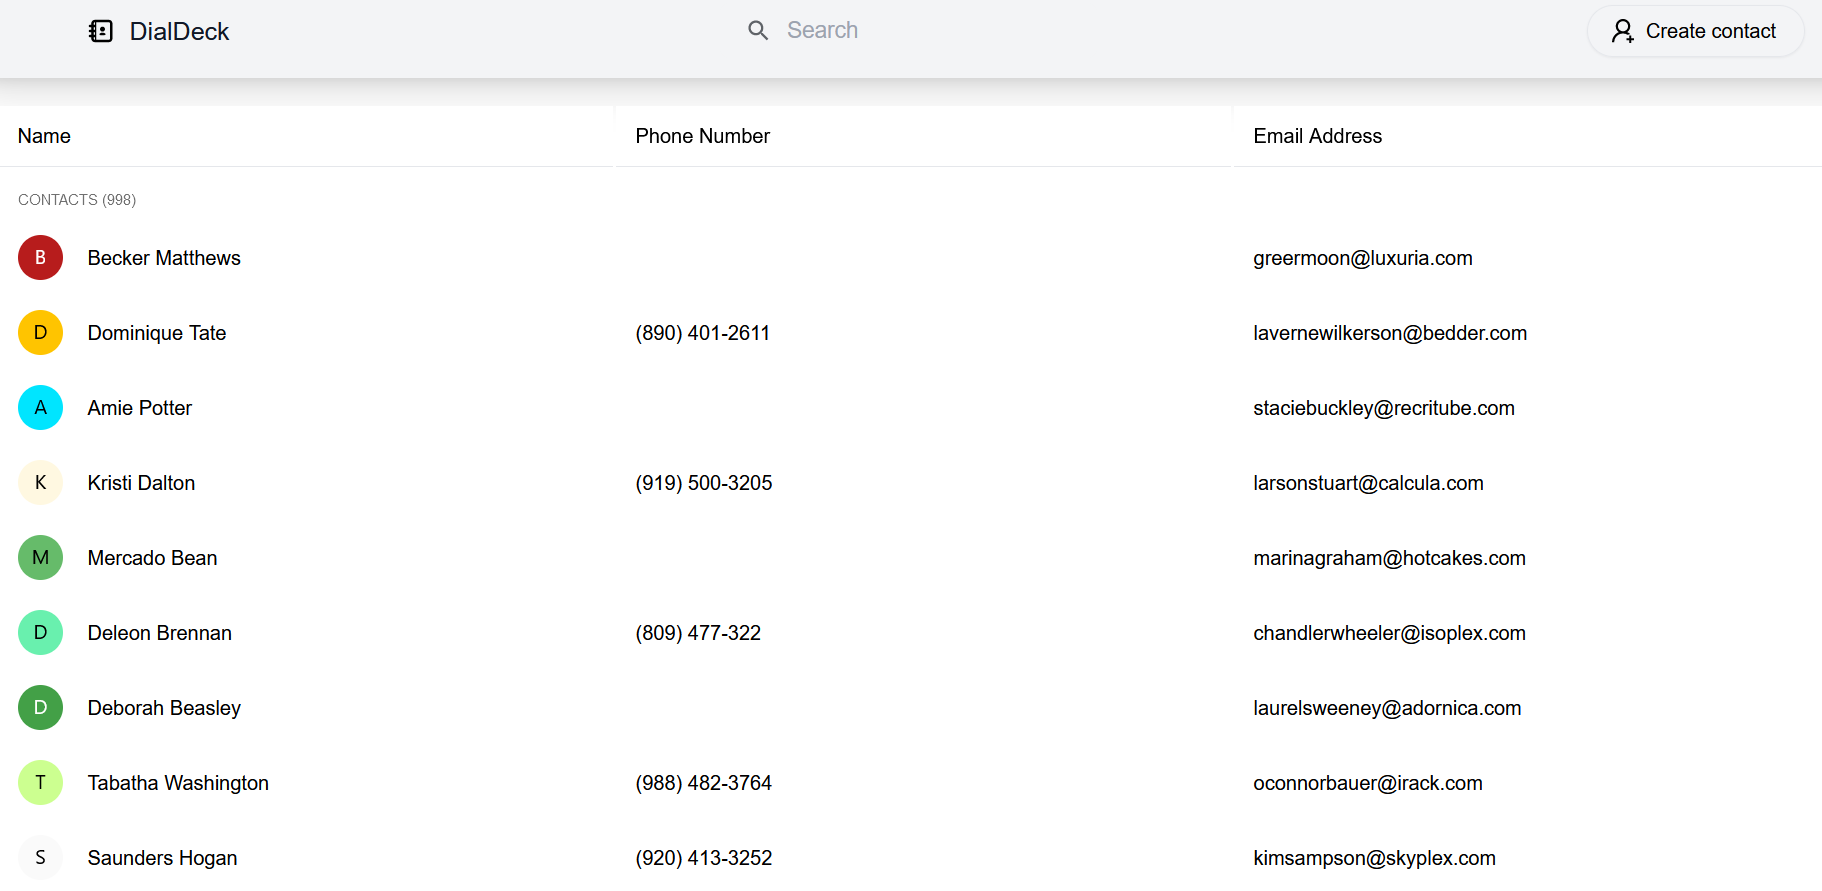 DialDeck Search Create contact
Name Phone Number Email Address
CONTACTS (998)
B Becker Matthews greermoon@luxuria.com
D Dominique Tate (890) 401-2611 lavernewilkerson@bedder.com
A Amie Potter staciebuckley@recritube.com
K Kristi Dalton (919) 500-3205 larsonstuart@calcula.com
M Mercado Bean marinagraham@hotcakes.com
D Deleon Brennan (809) 477-322 chandlerwheeler@isoplex.com
D Deborah Beasley laurelsweeney@adornica.com
T Tabatha Washington (988) 482-3764 oconnorbauer@irack.com
S Saunders Hogan (920) 413-3252 kimsampson@skyplex.com